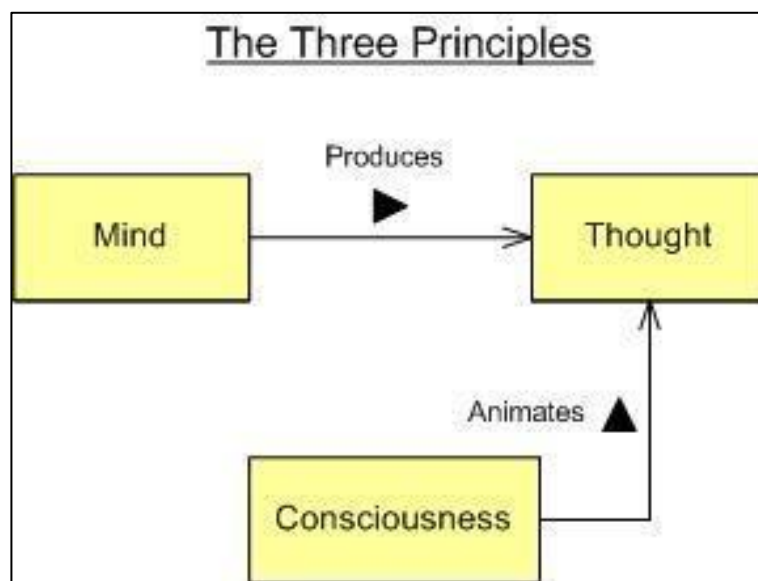 The Three Principles
Produces
Mind
Thought
Animates
Consciousness